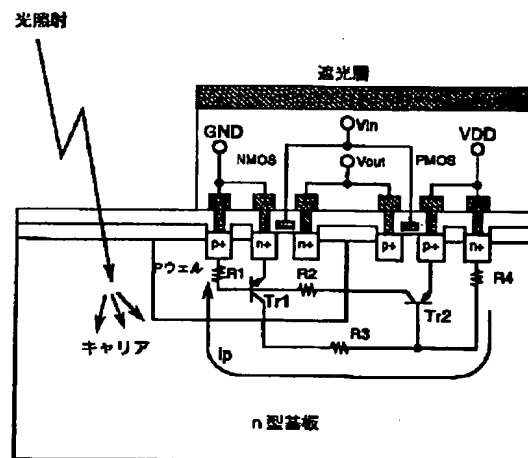 光照射
遮光層
Vin
GND
Vout
VDD
NMOS
PMOS
p+
n+
n+
p+
p+
n+
Pウェル
R1
R2
R4
Tr1
Tr2
R3
キャリア
ip
n型基板